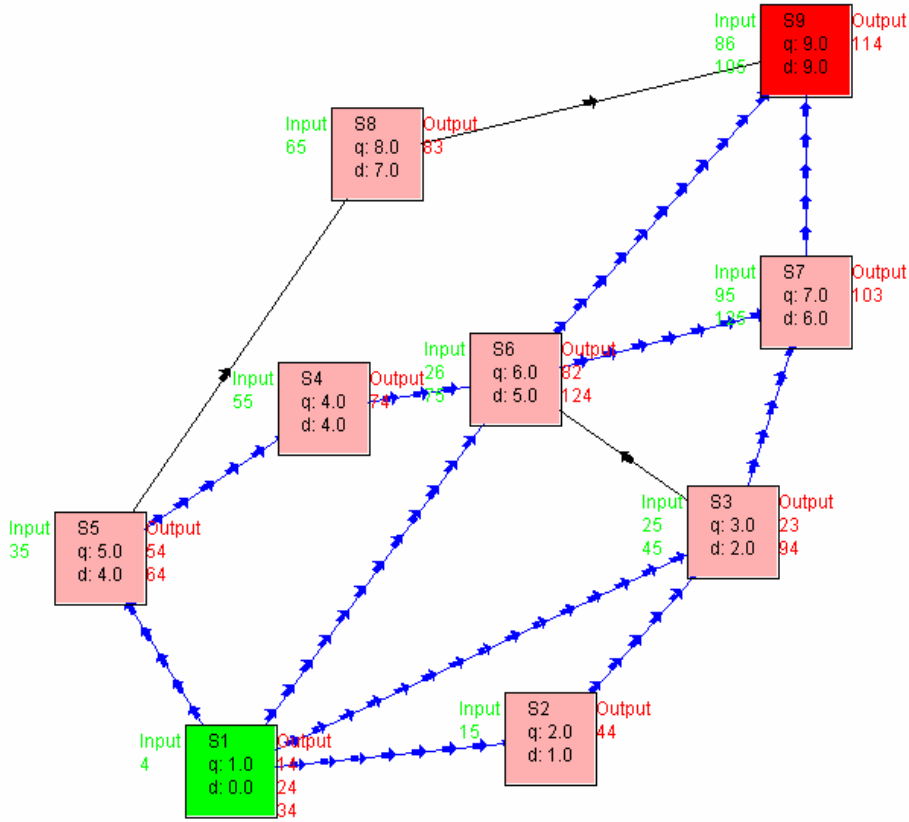 Input
86
105
S9
q: 9.0
d: 9.0
Output
114
Input
65
S8
q: 8.0
d: 7.0
Output
83
Input
95
125
S7
q: 7.0
d: 6.0
Output
103
Input
26
75
S6
q: 6.0
d: 5.0
Output
82
124
Input
55
S4
q: 4.0
d: 4.0
Output
74
Input
25
45
S3
q: 3.0
d: 2.0
Output
23
94
Input
35
S5
q: 5.0
d: 4.0
Output
54
64
Input
15
S2
q: 2.0
d: 1.0
Output
44
Input
4
S1
q: 1.0
d: 0.0
Output
14
24
34